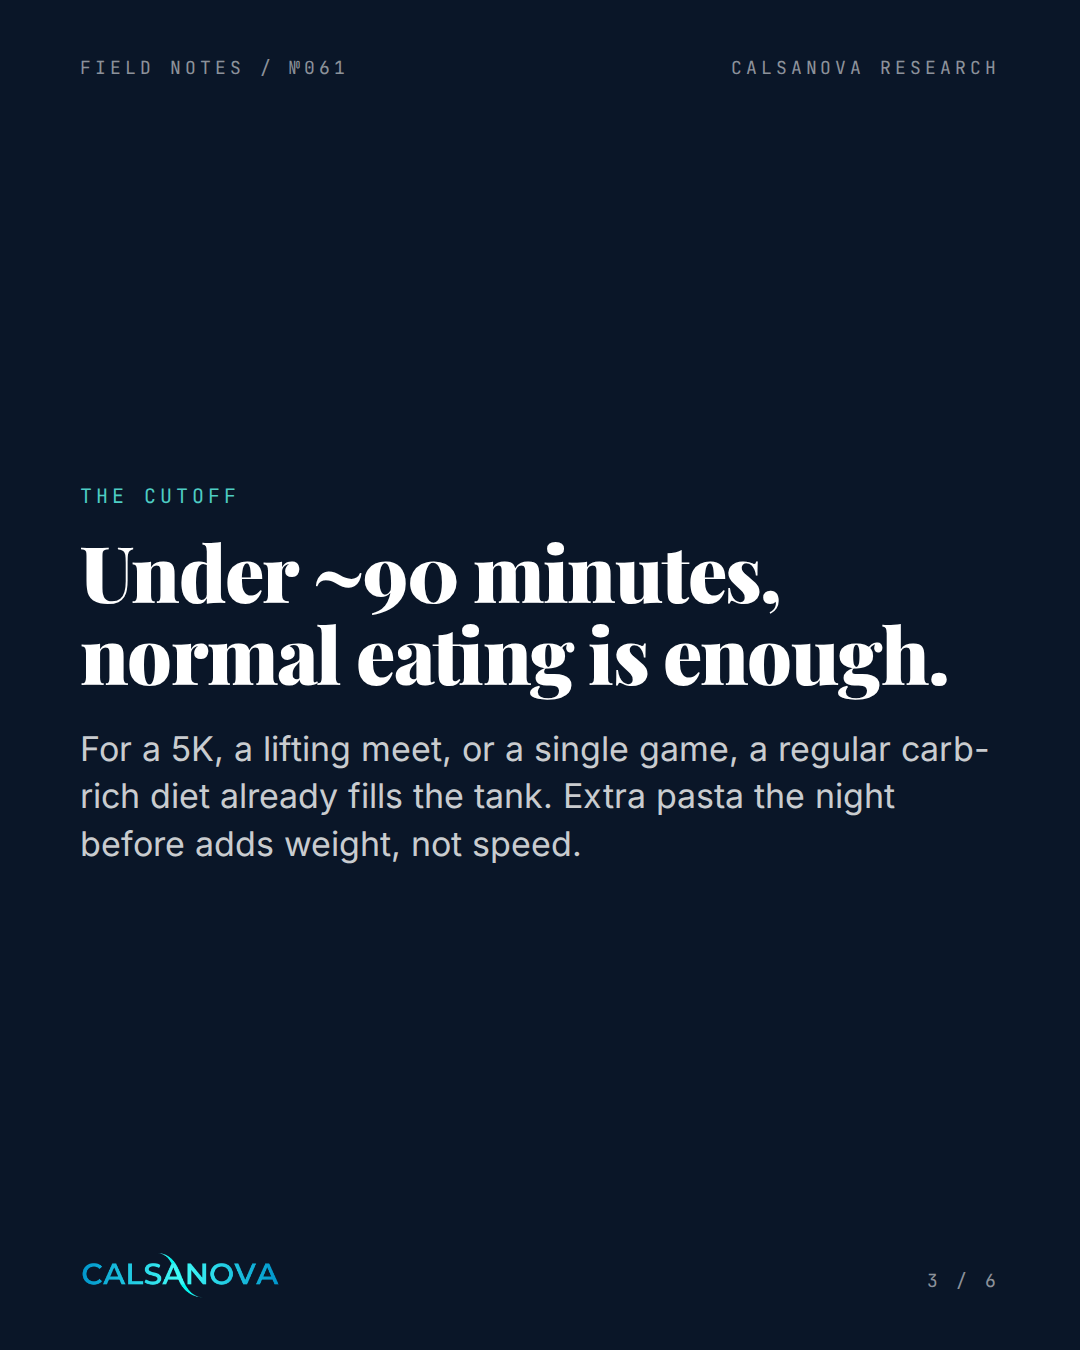 FIELD NOTES / №061
CALSANOVA RESEARCH
THE CUTOFF
Under ~90 minutes,
normal eating is enough.
For a 5K, a lifting meet, or a single game, a regular carb-
rich diet already fills the tank. Extra pasta the night
before adds weight, not speed.
CALSANOVA
3 / 6